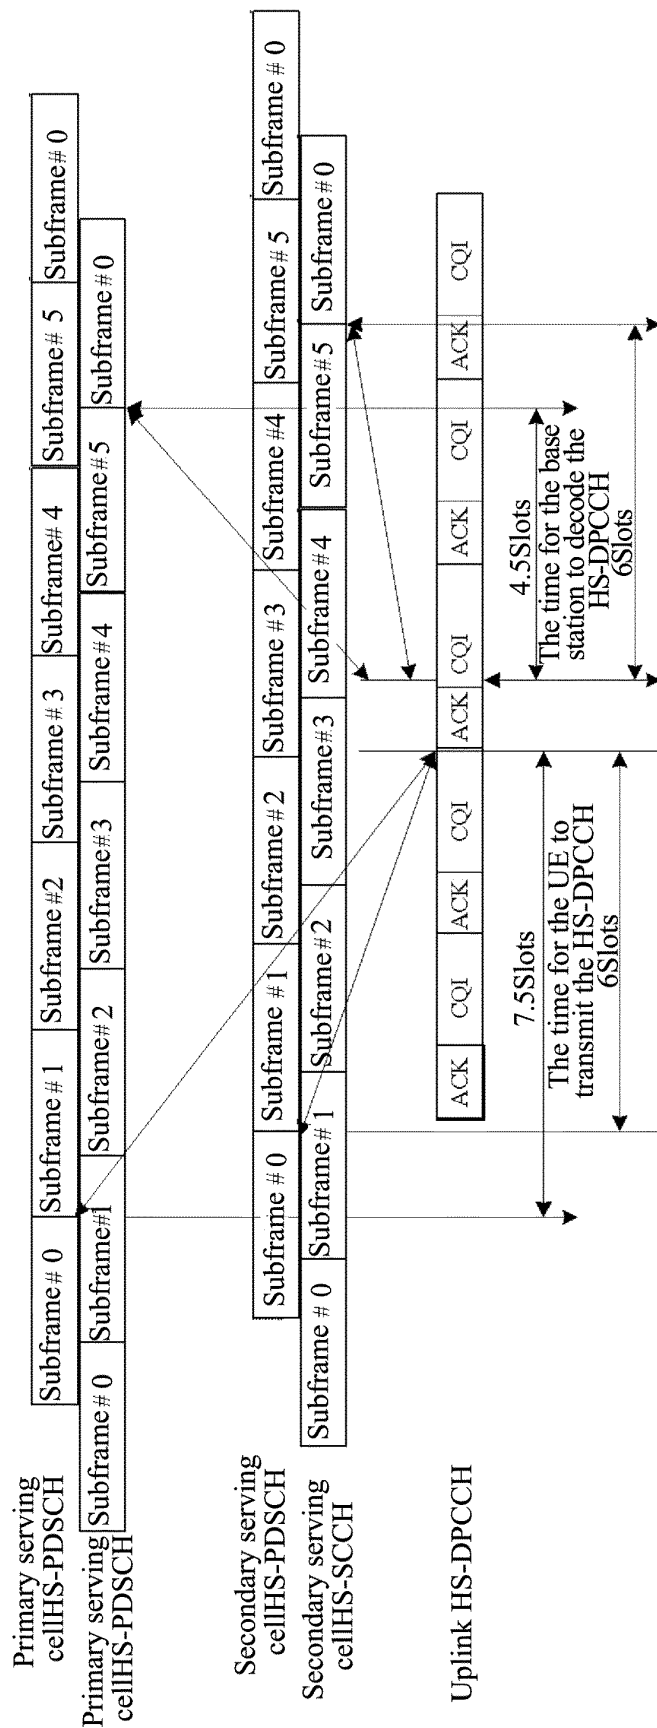 Primary serving
cellHS-PDSCH
Subframe# 0
Subframe #1
Subframe#2
Subframe #3
Subframe# 4
Subframe# 5
Subframe# 0
Primary serving
cellHS-PDSCH
Subframe# 0
Subframe#1
Subframe#2
Subframe#3
Subframe#4
Subframe#5
Subframe#0
Secondary serving
cellHS-PDSCH
Subframe # 0
Subframe #1
Subframe#2
Subframe #3
Subframe#4
Subframe# 5
Subframe# 0
Secondary serving
cellHS-SCCH
Subframe # 0
Subframe# 1
Subframe#2
Subframe#3
Subframe#4
Subframe#5
Subframe#0
Uplink HS-DPCCH
ACK
CQI
ACK
CQI
ACK
CQI
ACK
CQI
ACK
CQI
7.5Slots
The time for the UE to
transmit the HS-DPCCH
6Slots
4.5Slots
The time for the base
station to decode the
HS-DPCCH
6Slots